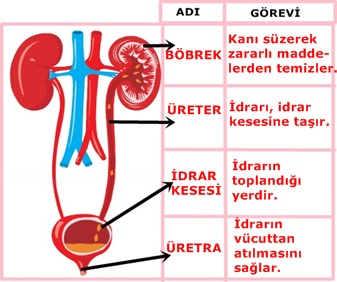 ADI
GÖREVİ
BÖBREK
Kanı süzerek
zararlı madde-
lerden temizler.
ÜRETER
İdrarı, idrar
kesesine taşır.
İDRAR
KESESİ
İdrarın
toplandığı
yerdir.
ÜRETRA
İdrarın
vücuttan
atılmasını
sağlar.